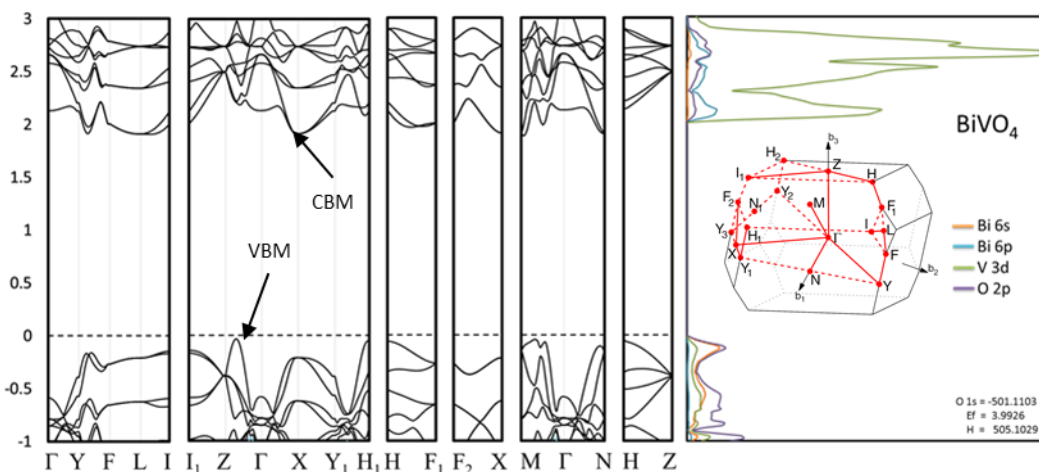 3
2.5
2
1.5
1
0.5
0
-0.5
-1
CBM
VBM
Γ Y F L I
I₁ Z Γ X Y₁ H₁
H F₁
F₂ X
M Γ N
H Z
BiVO₄
b₃
H₂
Z
I₁
H
Y₂
M
F₂
N₁
F₁
Y₃
H₁
Γ
I
L
X
Y₁
F
N
b₂
b₁
Y
Bi 6s
Bi 6p
V 3d
O 2p
O 1s = -501.1103
Ef = 3.9926
H = 505.1029